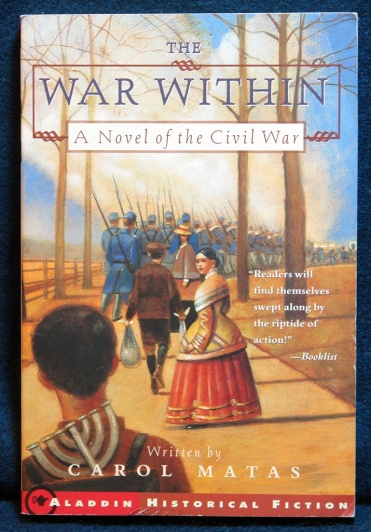 THE
WAR WITHIN
A Novel of the Civil War
"Readers will
find themselves
swept along by
the riptide of
action!"
—Booklist
Written by
CAROL MATAS
ALADDIN HISTORICAL FICTION